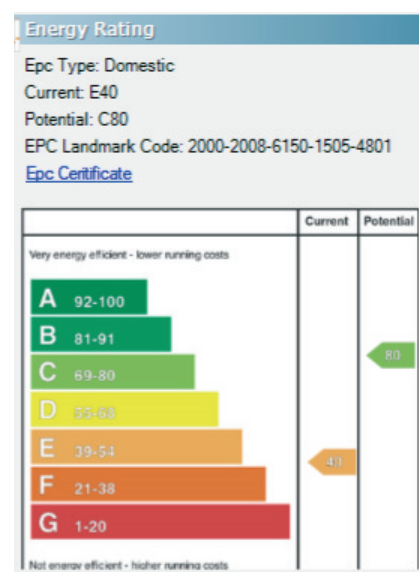 Energy Rating
Epc Type: Domestic
Current: E40
Potential: C80
EPC Landmark Code: 2000-2008-6150-1505-4801
Epc Ceritificate
Current Potential
Very energy efficient - lower running costs
A 92-100
B 81-91
C 69-80
80
D 55-68
E 39-54
40
F 21-38
G 1-20
Not energy efficient - higher running costs